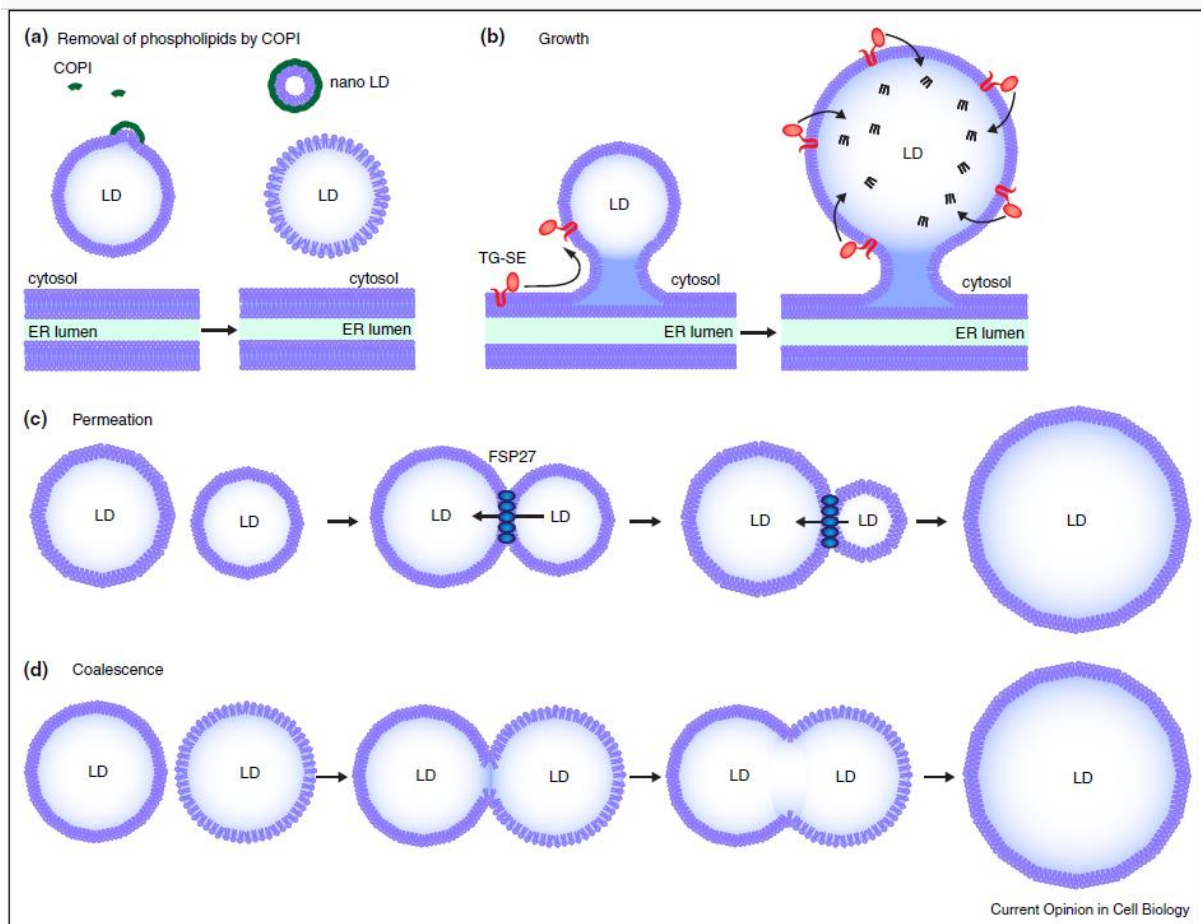 (a) Removal of phospholipids by COPI
COPI
nano LD
LD
LD
cytosol
cytosol
ER lumen
ER lumen
(b) Growth
LD
LD
TG-SE
cytosol
cytosol
ER lumen
ER lumen
(c) Permeation
FSP27
LD
LD
LD
LD
LD
LD
LD
(d) Coalescence
LD
LD
LD
LD
LD
LD
LD
Current Opinion in Cell Biology